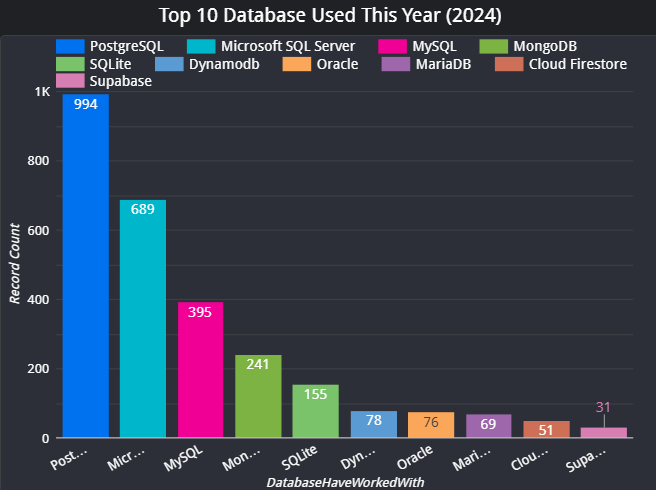 Top 10 Database Used This Year (2024)
PostgreSQL Microsoft SQL Server MySQL MongoDB
SQLite Dynamodb Oracle MariaDB Cloud Firestore
Supabase
1K
800
600
400
200
0
Record Count
994
689
395
241
155
78
76
69
51
31
Post... Micr... MySQL Mon... SQLite Dyn... Oracle Mari... Clou... Supa...
DatabaseHaveWorkedWith